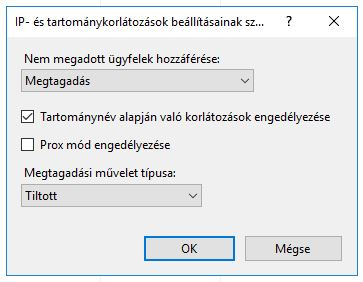 IP- és tartománykorlátozások beállításainak sz...
Nem megadott ügyfelek hozzáférése:
Megtagadás
Tartománynév alapján való korlátozások engedélyezése
Prox mód engedélyezése
Megtagadási művelet típusa:
Tiltott
OK
Mégse